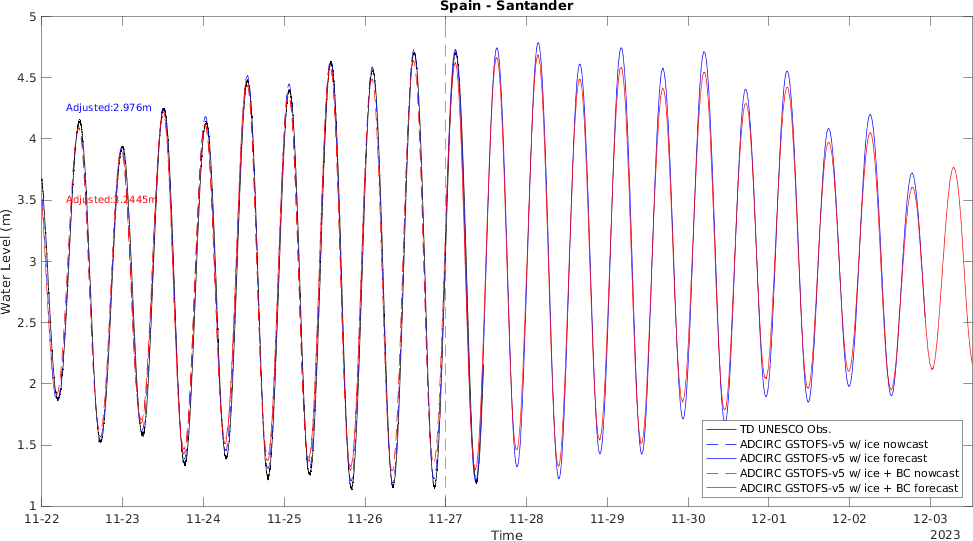 Spain - Santander
5
4.5
4
3.5
3
2.5
2
1.5
1
Water Level (m)
Adjusted:2.976m
Adjusted:3.2445m
TD UNESCO Obs.
ADCIRC GSTOFS-v5 w/ ice nowcast
ADCIRC GSTOFS-v5 w/ ice forecast
ADCIRC GSTOFS-v5 w/ ice + BC nowcast
ADCIRC GSTOFS-v5 w/ ice + BC forecast
11-22 11-23 11-24 11-25 11-26 11-27 11-28 11-29 11-30 12-01 12-02 12-03
2023
Time